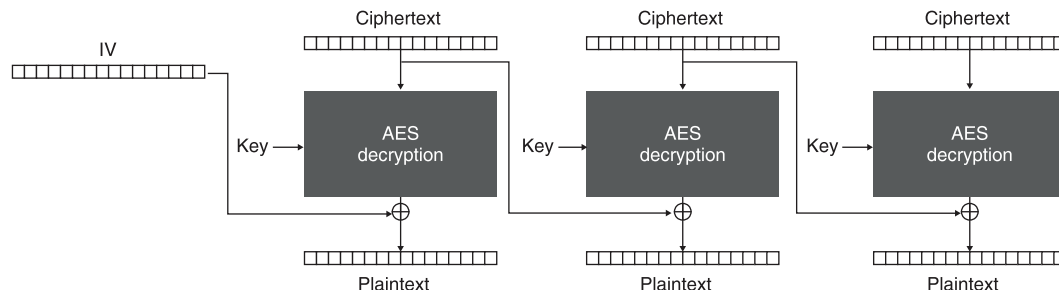 Ciphertext
Ciphertext
Ciphertext
IV
Key
AES
decryption
Key
AES
decryption
Key
AES
decryption
Plaintext
Plaintext
Plaintext